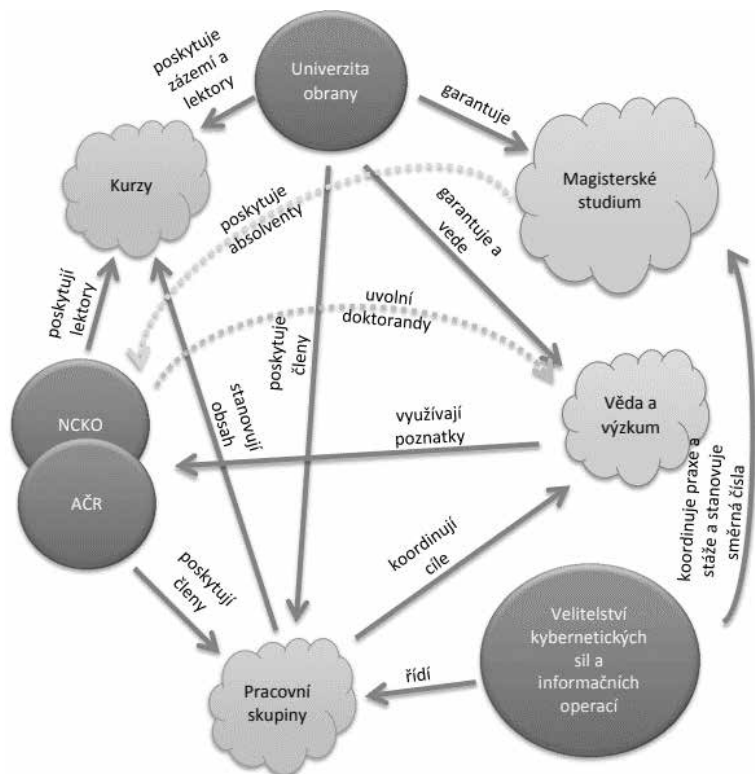 poskytuje
zázemí a
lektory
Univerzita
obrany
garantuje
Kurzy
Magisterské
studium
poskytuje
absolventy
garantuje a
vede
poskytují
lektory
uvolní
doktorandy
poskytuje
členy
stanovují
obsah
NCKO
AČR
využívají
poznatky
Věda a
výzkum
koordinuje praxe a
stáže a stanovuje
směrná čísla
koordinují
cíle
poskytují
členy
Velitelství
kybernetických
sil a
informačních
operací
řídí
Pracovní
skupiny